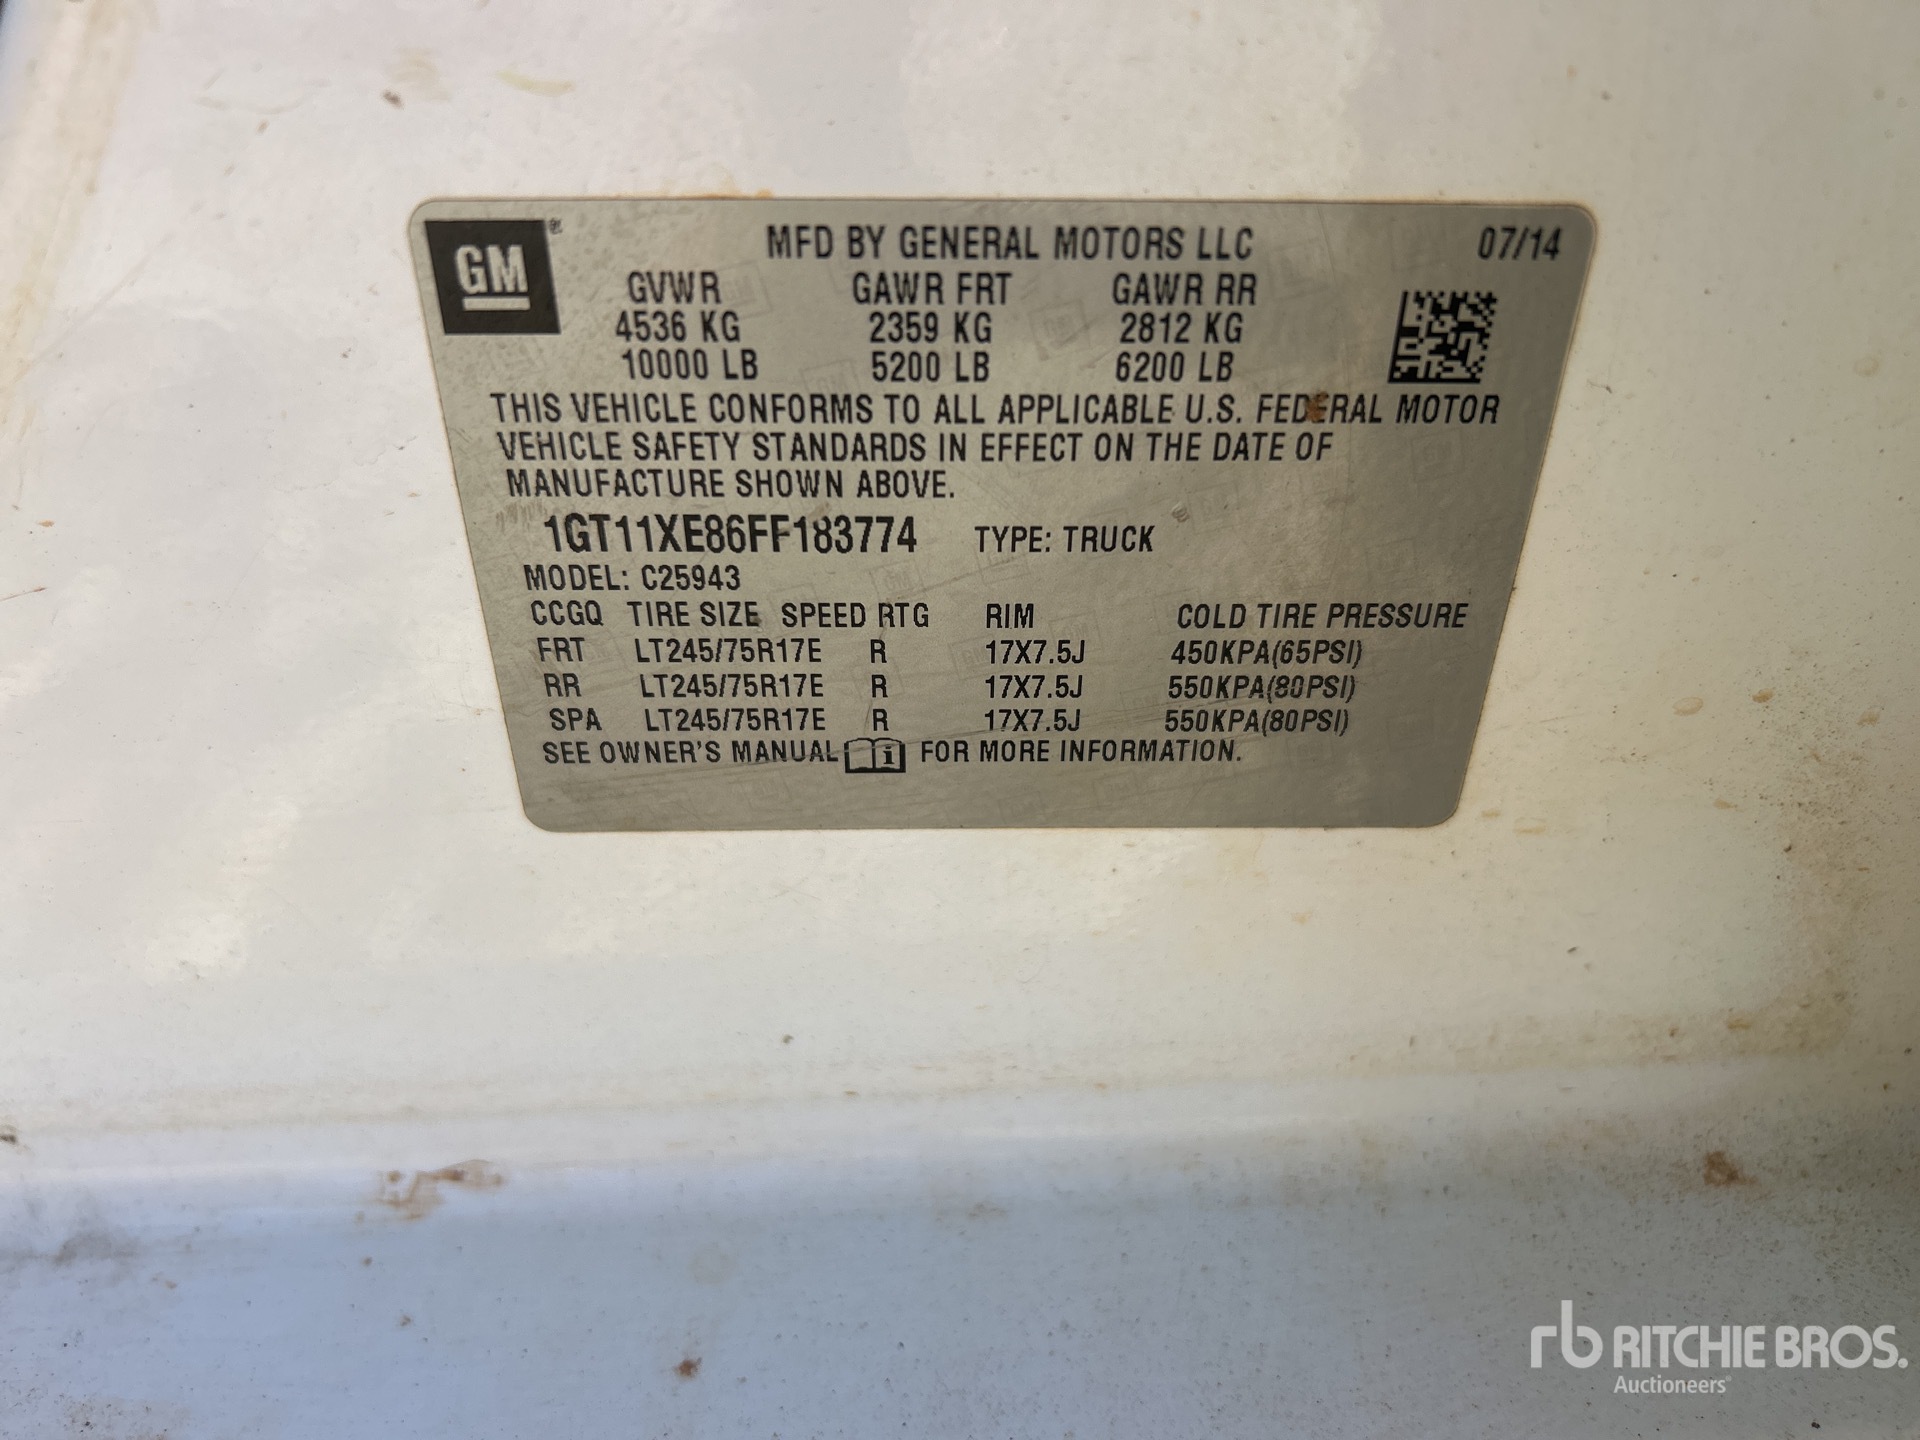 GM
MFD BY GENERAL MOTORS LLC 07/14
GVWR GAWR FRT GAWR RR
4536 KG 2359 KG 2812 KG
10000 LB 5200 LB 6200 LB
THIS VEHICLE CONFORMS TO ALL APPLICABLE U.S. FEDERAL MOTOR
VEHICLE SAFETY STANDARDS IN EFFECT ON THE DATE OF
MANUFACTURE SHOWN ABOVE.
1GT11XE86FF183774 TYPE: TRUCK
MODEL: C25943
CCGQ TIRE SIZE SPEED RTG RIM COLD TIRE PRESSURE
FRT LT245/75R17E R 17X7.5J 450KPA(65PSI)
RR LT245/75R17E R 17X7.5J 550KPA(80PSI)
SPA LT245/75R17E R 17X7.5J 550KPA(80PSI)
SEE OWNER'S MANUAL i FOR MORE INFORMATION.
rb RITCHIE BROS.
Auctioneers